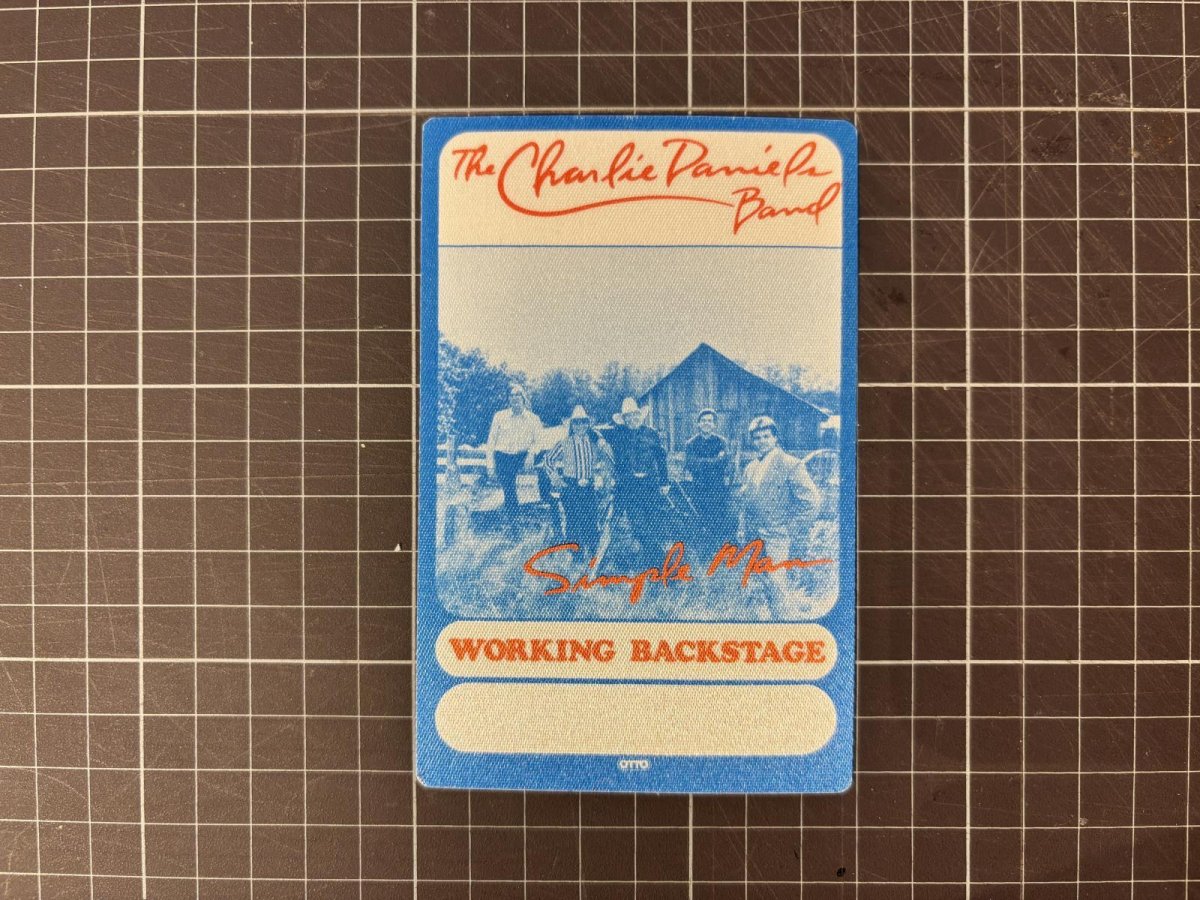 The Charlie Daniels
Band
Simple Man
WORKING BACKSTAGE
OTTO